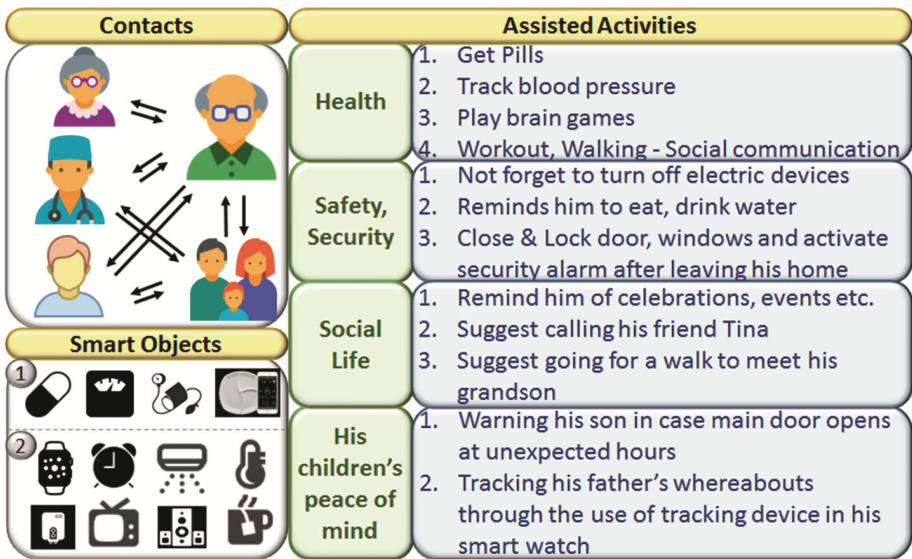 Contacts
Smart Objects
1
2
Assisted Activities
Health
1. Get Pills
2. Track blood pressure
3. Play brain games
4. Workout, Walking - Social communication
Safety,
Security
1. Not forget to turn off electric devices
2. Reminds him to eat, drink water
3. Close & Lock door, windows and activate
security alarm after leaving his home
Social
Life
1. Remind him of celebrations, events etc.
2. Suggest calling his friend Tina
3. Suggest going for a walk to meet his
grandson
His
children's
peace of
mind
1. Warning his son in case main door opens
at unexpected hours
2. Tracking his father's whereabouts
through the use of tracking device in his
smart watch